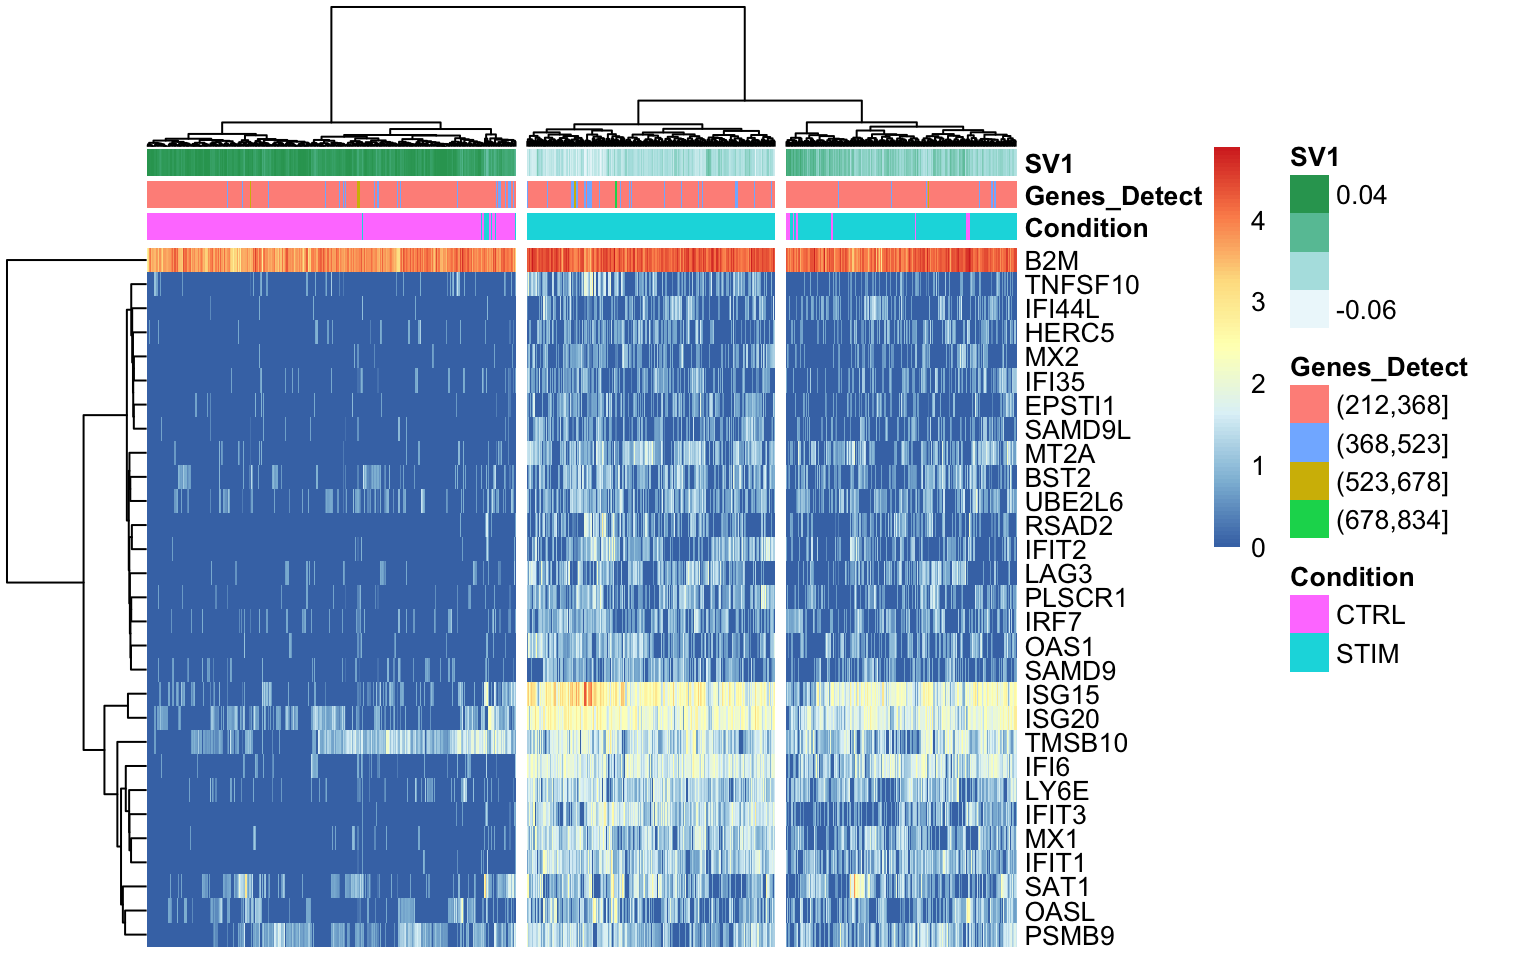 SV1
Genes_Detect
Condition
B2M
TNFSF10
IFI44L
HERC5
MX2
IFI35
EPSTI1
SAMD9L
MT2A
BST2
UBE2L6
RSAD2
IFIT2
LAG3
PLSCR1
IRF7
OAS1
SAMD9
ISG15
ISG20
TMSB10
IFI6
LY6E
IFIT3
MX1
IFIT1
SAT1
OASL
PSMB9
4
3
2
1
0
SV1
0.04
-0.06
Genes_Detect
(212,368]
(368,523]
(523,678]
(678,834]
Condition
CTRL
STIM